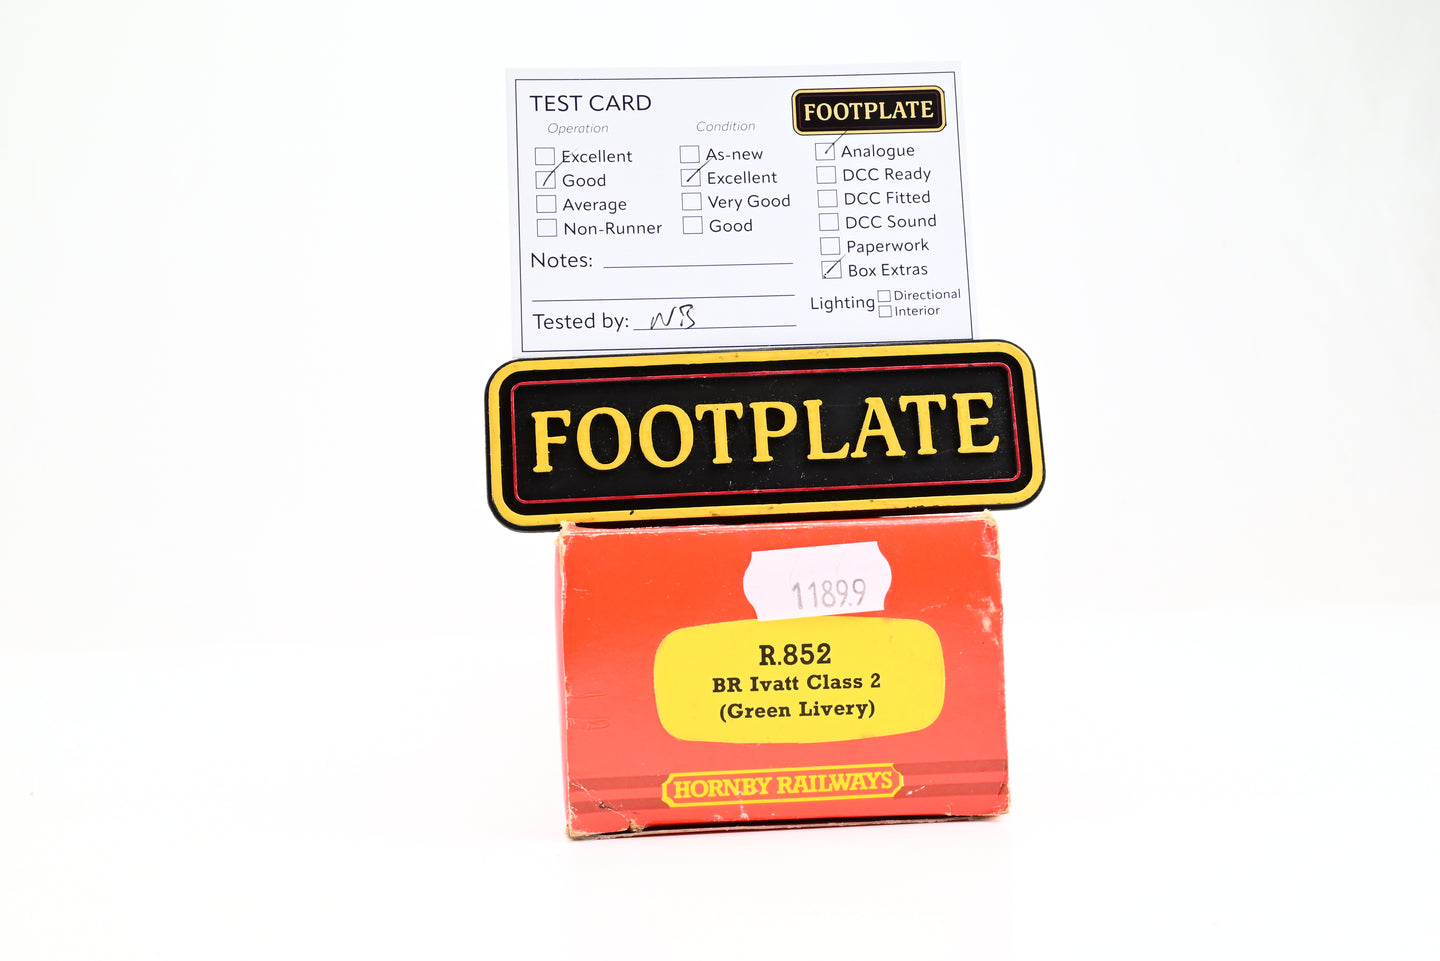 TEST CARD
FOOTPLATE
Operation
Excellent
Good
Average
Non-Runner
Condition
As-new
Excellent
Very Good
Good
Analogue
DCC Ready
DCC Fitted
DCC Sound
Paperwork
Box Extras
Notes:
Lighting
Directional
Interior
Tested by: NB
FOOTPLATE
11899
R.852
BR Ivatt Class 2
(Green Livery)
HORNBY RAILWAYS